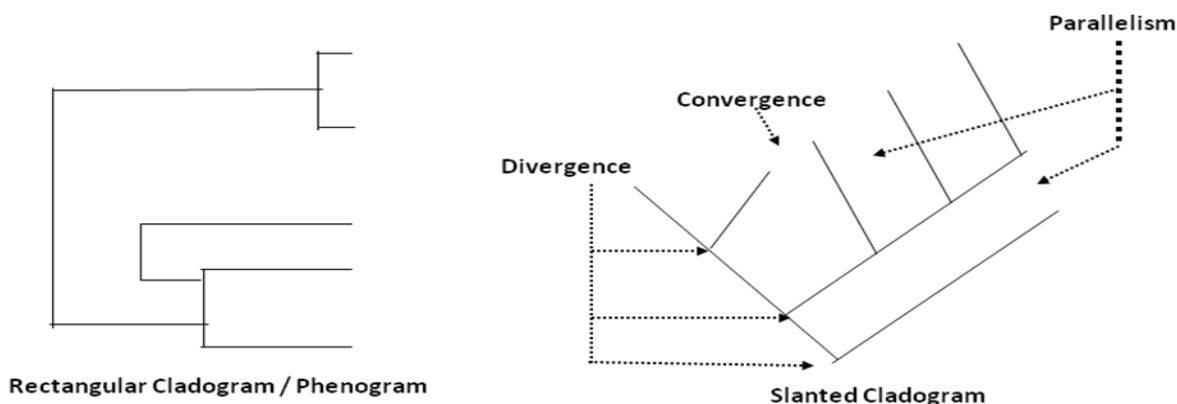 Parallelism
Convergence
Divergence
Rectangular Cladogram / Phenogram
Slanted Cladogram